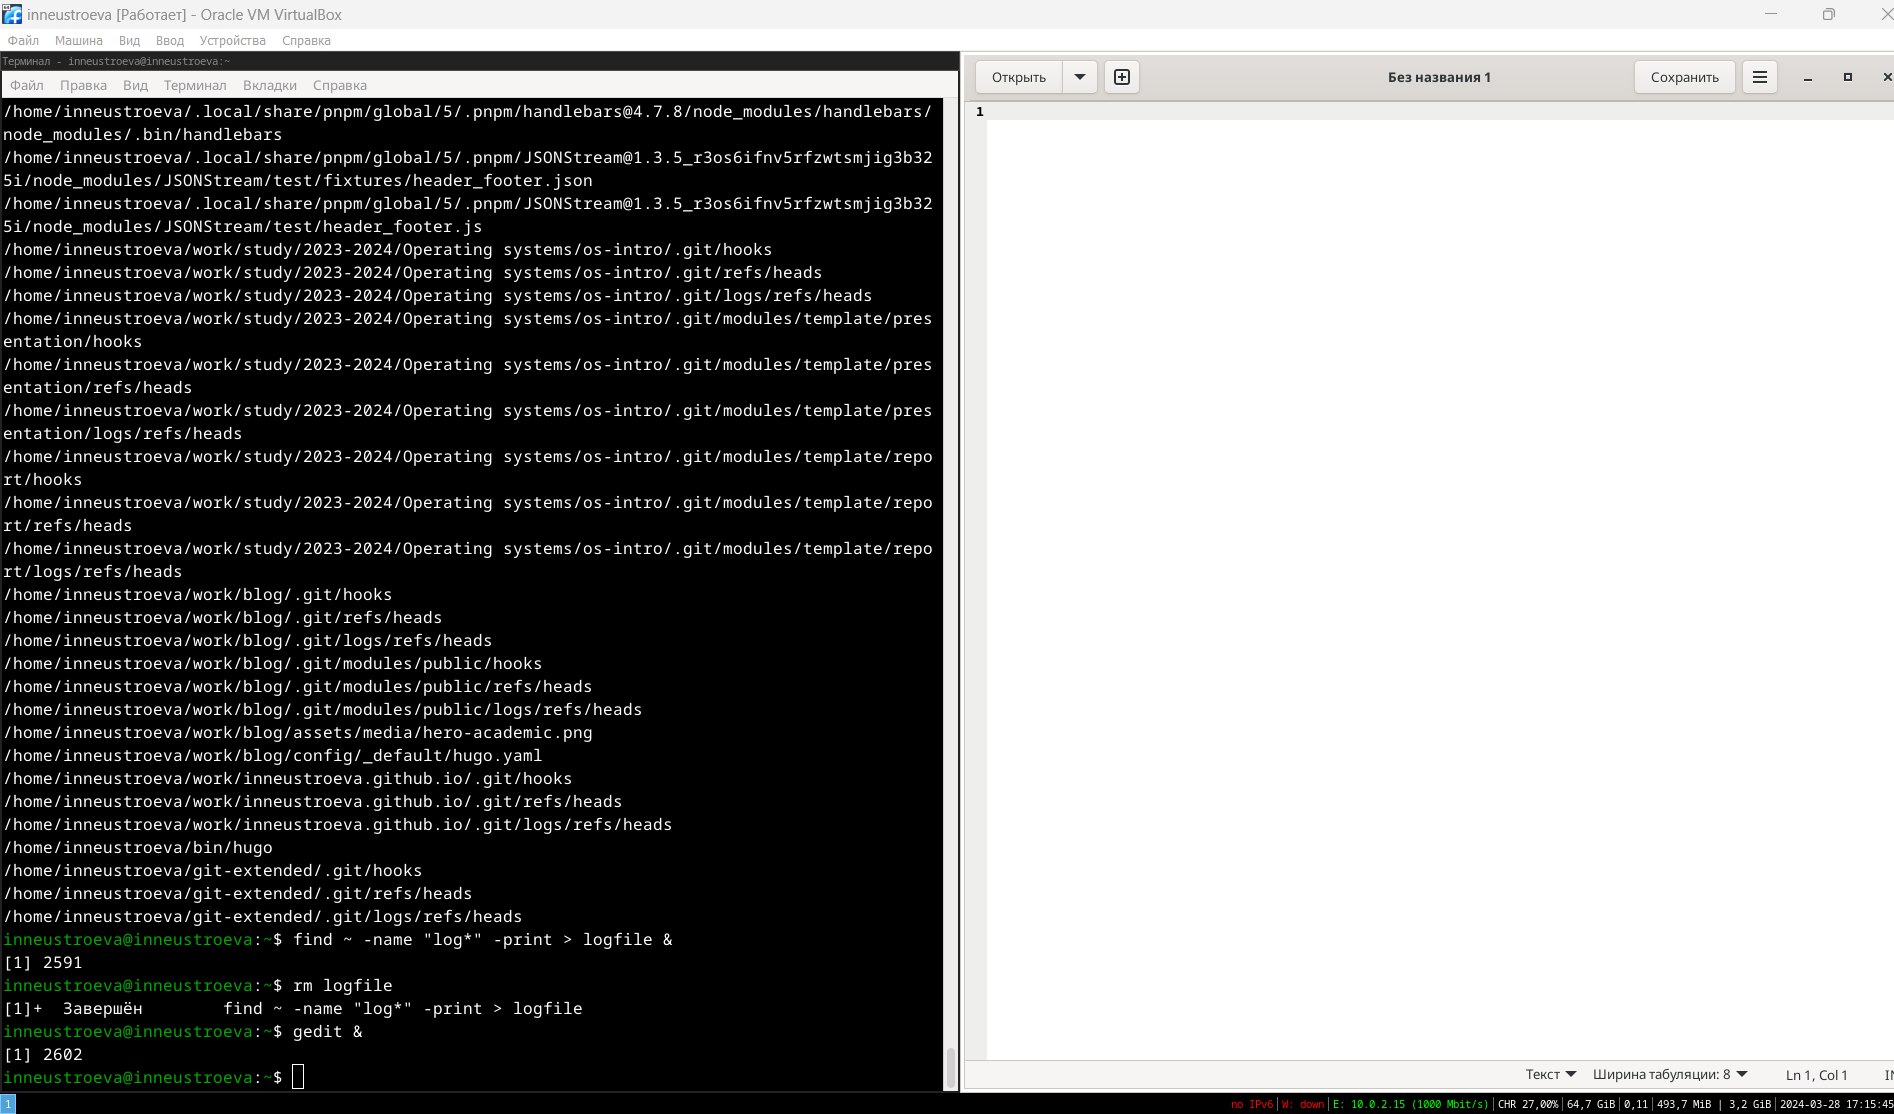 inneustroeva [Работает] - Oracle VM VirtualBox
Файл Машина Вид Ввод Устройства Справка
Терминал - inneustroeva@inneustroeva:~
Файл Правка Вид Терминал Вкладки Справка
/home/inneustroeva/.local/share/pnpm/global/5/.pnpm/handlebars@4.7.8/node_modules/handlebars/
node_modules/.bin/handlebars
/home/inneustroeva/.local/share/pnpm/global/5/.pnpm/JSONStream@1.3.5_r3os6ifnv5rfzwtsmjig3b32
5i/node_modules/JSONStream/test/fixtures/header_footer.json
/home/inneustroeva/.local/share/pnpm/global/5/.pnpm/JSONStream@1.3.5_r3os6ifnv5rfzwtsmjig3b32
5i/node_modules/JSONStream/test/header_footer.js
/home/inneustroeva/work/study/2023-2024/Operating systems/os-intro/.git/hooks
/home/inneustroeva/work/study/2023-2024/Operating systems/os-intro/.git/refs/heads
/home/inneustroeva/work/study/2023-2024/Operating systems/os-intro/.git/logs/refs/heads
/home/inneustroeva/work/study/2023-2024/Operating systems/os-intro/.git/modules/template/pres
entation/hooks
/home/inneustroeva/work/study/2023-2024/Operating systems/os-intro/.git/modules/template/pres
entation/refs/heads
/home/inneustroeva/work/study/2023-2024/Operating systems/os-intro/.git/modules/template/pres
entation/logs/refs/heads
/home/inneustroeva/work/study/2023-2024/Operating systems/os-intro/.git/modules/template/repo
rt/hooks
/home/inneustroeva/work/study/2023-2024/Operating systems/os-intro/.git/modules/template/repo
rt/refs/heads
/home/inneustroeva/work/study/2023-2024/Operating systems/os-intro/.git/modules/template/repo
rt/logs/refs/heads
/home/inneustroeva/work/blog/.git/hooks
/home/inneustroeva/work/blog/.git/refs/heads
/home/inneustroeva/work/blog/.git/logs/refs/heads
/home/inneustroeva/work/blog/.git/modules/public/hooks
/home/inneustroeva/work/blog/.git/modules/public/refs/heads
/home/inneustroeva/work/blog/.git/modules/public/logs/refs/heads
/home/inneustroeva/work/blog/assets/media/hero-academic.png
/home/inneustroeva/work/blog/config/_default/hugo.yaml
/home/inneustroeva/work/inneustroeva.github.io/.git/hooks
/home/inneustroeva/work/inneustroeva.github.io/.git/refs/heads
/home/inneustroeva/work/inneustroeva.github.io/.git/logs/refs/heads
/home/inneustroeva/bin/hugo
/home/inneustroeva/git-extended/.git/hooks
/home/inneustroeva/git-extended/.git/refs/heads
/home/inneustroeva/git-extended/.git/logs/refs/heads
inneustroeva@inneustroeva:~$ find ~ -name "log*" -print > logfile &
[1] 2591
inneustroeva@inneustroeva:~$ rm logfile
[1]+  Завершён        find ~ -name "log*" -print > logfile
inneustroeva@inneustroeva:~$ gedit &
[1] 2602
inneustroeva@inneustroeva:~$
Открыть Без названия 1 Сохранить
1
Текст Ширина табуляции: 8 Ln 1, Col 1
1 no IPv6|W: down|E: 10.0.2.15 (1000 Mbit/s)|CHR 27,00%|64,7 GiB|0,11|493,7 MiB | 3,2 GiB|2024-03-28 17:15:45